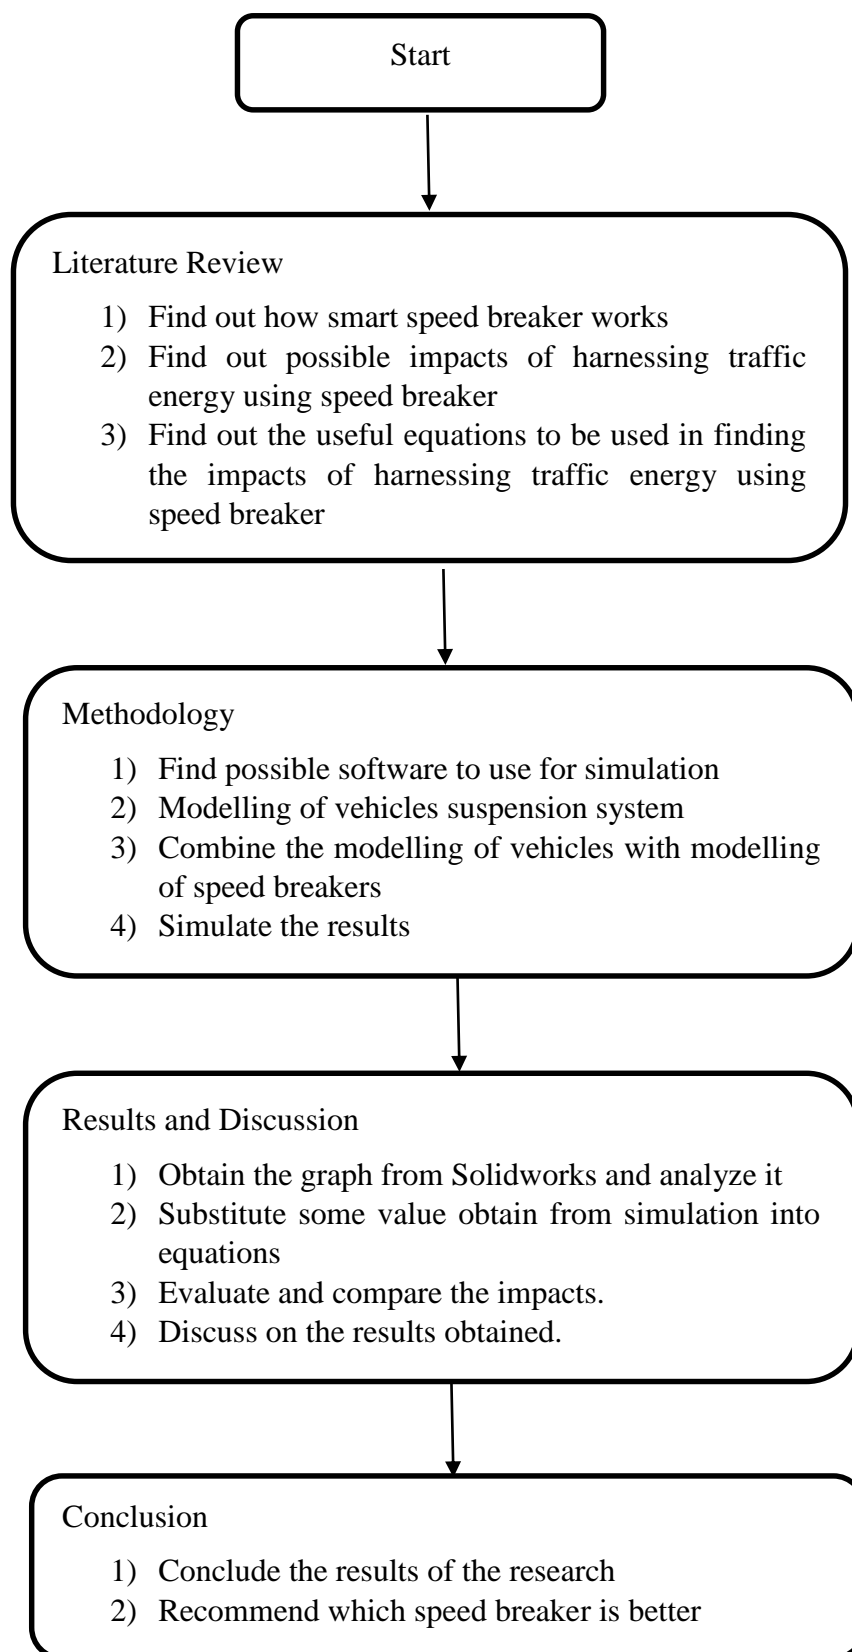 Start
Literature Review
1) Find out how smart speed breaker works
2) Find out possible impacts of harnessing traffic
energy using speed breaker
3) Find out the useful equations to be used in finding
the impacts of harnessing traffic energy using
speed breaker
Methodology
1) Find possible software to use for simulation
2) Modelling of vehicles suspension system
3) Combine the modelling of vehicles with modelling
of speed breakers
4) Simulate the results
Results and Discussion
1) Obtain the graph from Solidworks and analyze it
2) Substitute some value obtain from simulation into
equations
3) Evaluate and compare the impacts.
4) Discuss on the results obtained.
Conclusion
1) Conclude the results of the research
2) Recommend which speed breaker is better